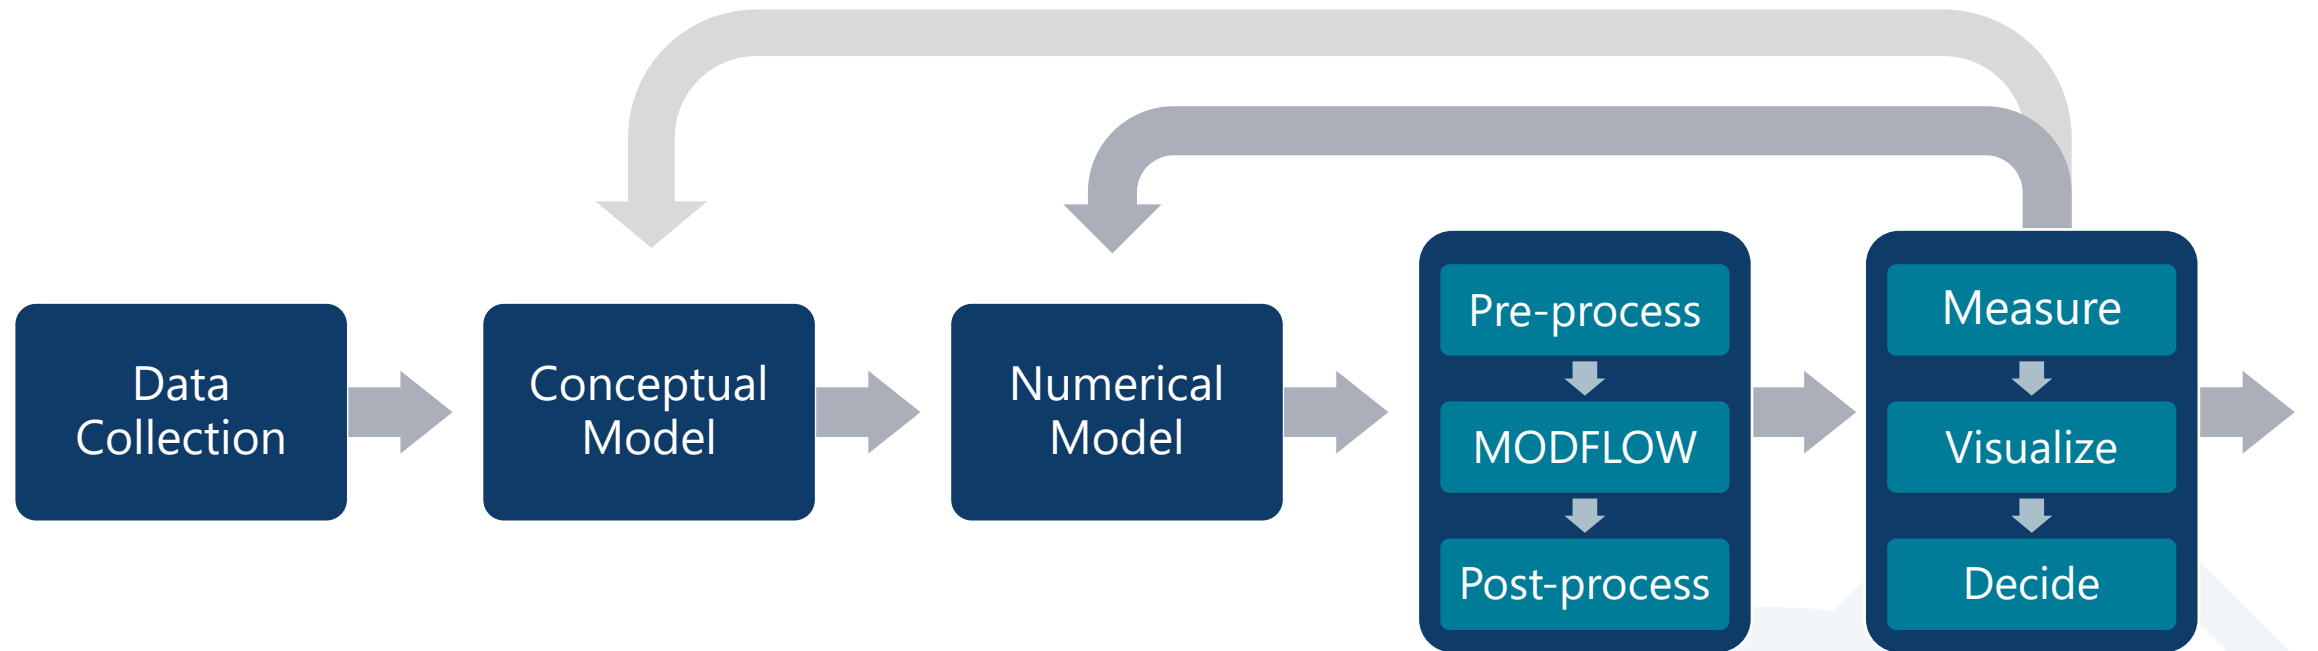 Data
Collection
Conceptual
Model
Numerical
Model
Pre-process
MODFLOW
Post-process
Measure
Visualize
Decide